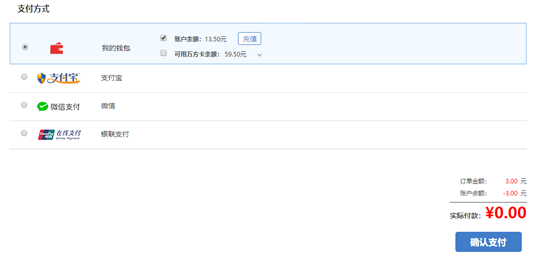 支付方式
我的钱包
账户余额：13.50元 充值
可用万方卡余额：59.50元
支付宝 支付宝
微信支付 微信
在线支付 银联支付
订单金额： 3.00 元
账户余额： -3.00 元
实际付款：¥0.00
确认支付